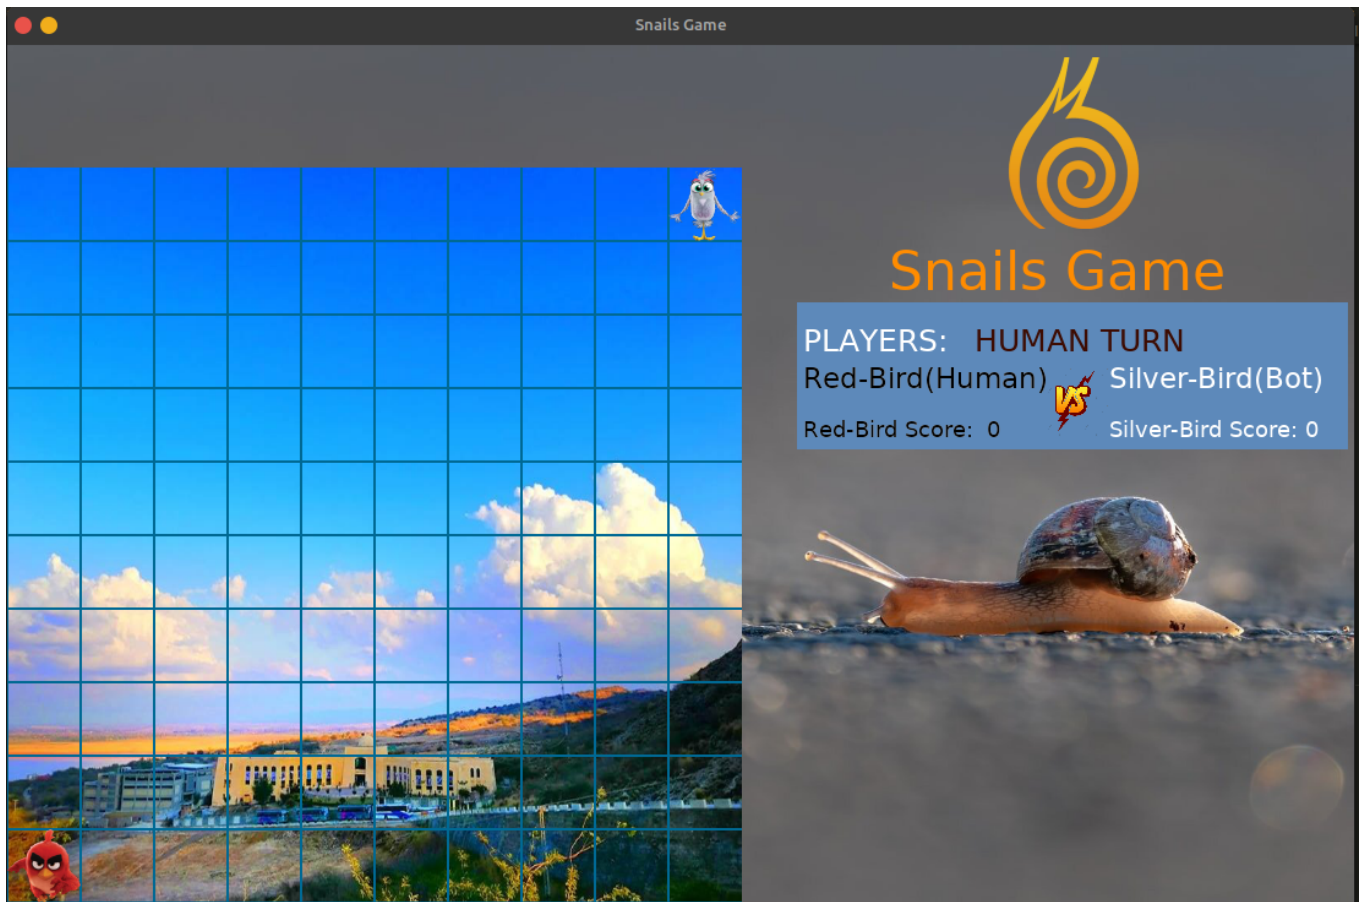 Snails Game
Snails Game
PLAYERS: HUMAN TURN
Red-Bird(Human) VS Silver-Bird(Bot)
Red-Bird Score: 0 Silver-Bird Score: 0